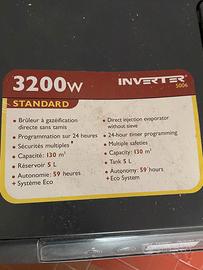 3200W
INVERTER
5006
STANDARD
• Brûleur à gazéification
directe sans tamis
• Programmation sur 24 heures
• Sécurités multiples
• Capacité: 130 m³
• Réservoir 5 L
• Autonomie: 59 heures
+Système Eco
• Direct injection evaporator
without sieve
• 24-hour timer programming
• Multiple safeties
• Capacity: 130 m³
• Tank 5 L
• Autonomy: 59 hours
+ Eco System